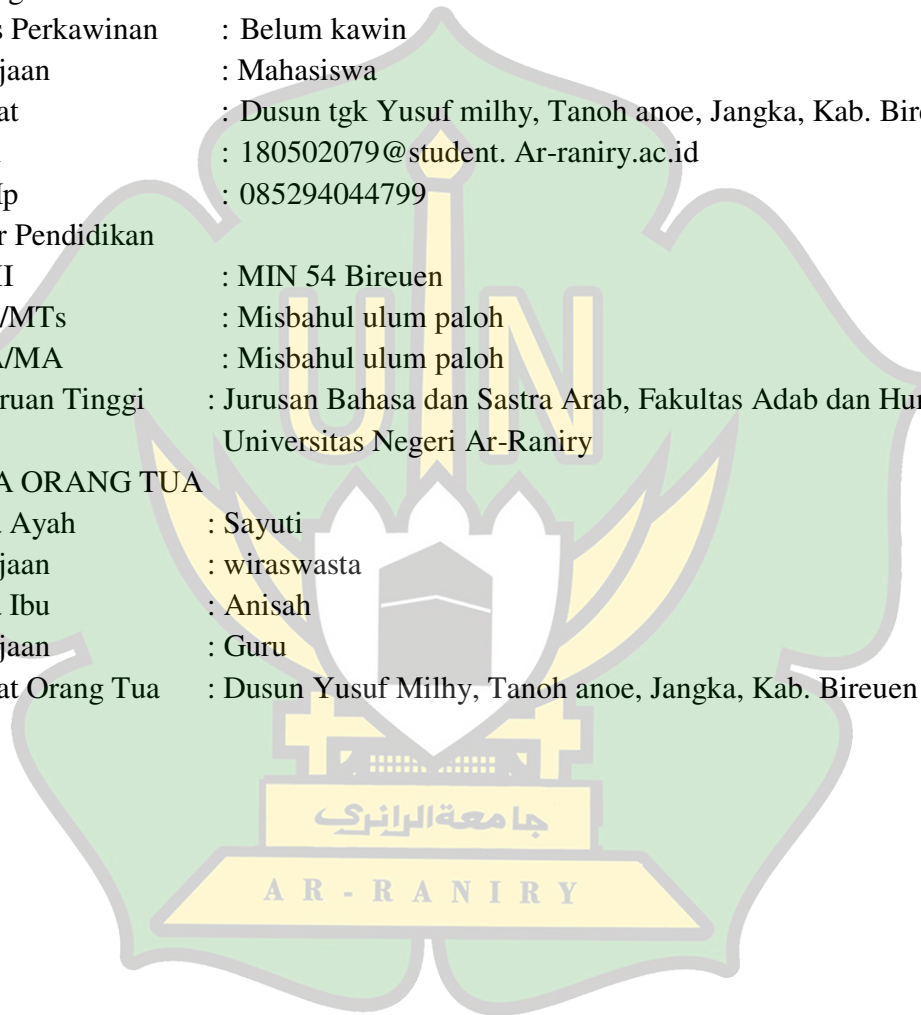 s Perkawinan : Belum kawin
jaan : Mahasiswa
at : Dusun tgk Yusuf milhy, Tanoh anoe, Jangka, Kab. Bir
: 180502079@student. Ar-raniry.ac.id
p : 085294044799
r Pendidikan
I : MIN 54 Bireuen
/MTs : Misbahul ulum paloh
/MA : Misbahul ulum paloh
ruan Tinggi : Jurusan Bahasa dan Sastra Arab, Fakultas Adab dan Hu
Universitas Negeri Ar-Raniry
A ORANG TUA
Ayah : Sayuti
jaan : wiraswasta
Ibu : Anisah
jaan : Guru
at Orang Tua : Dusun Yusuf Milhy, Tanoh anoe, Jangka, Kab. Bireuen
UIN
جامعة الرانري
AR-RANIRY